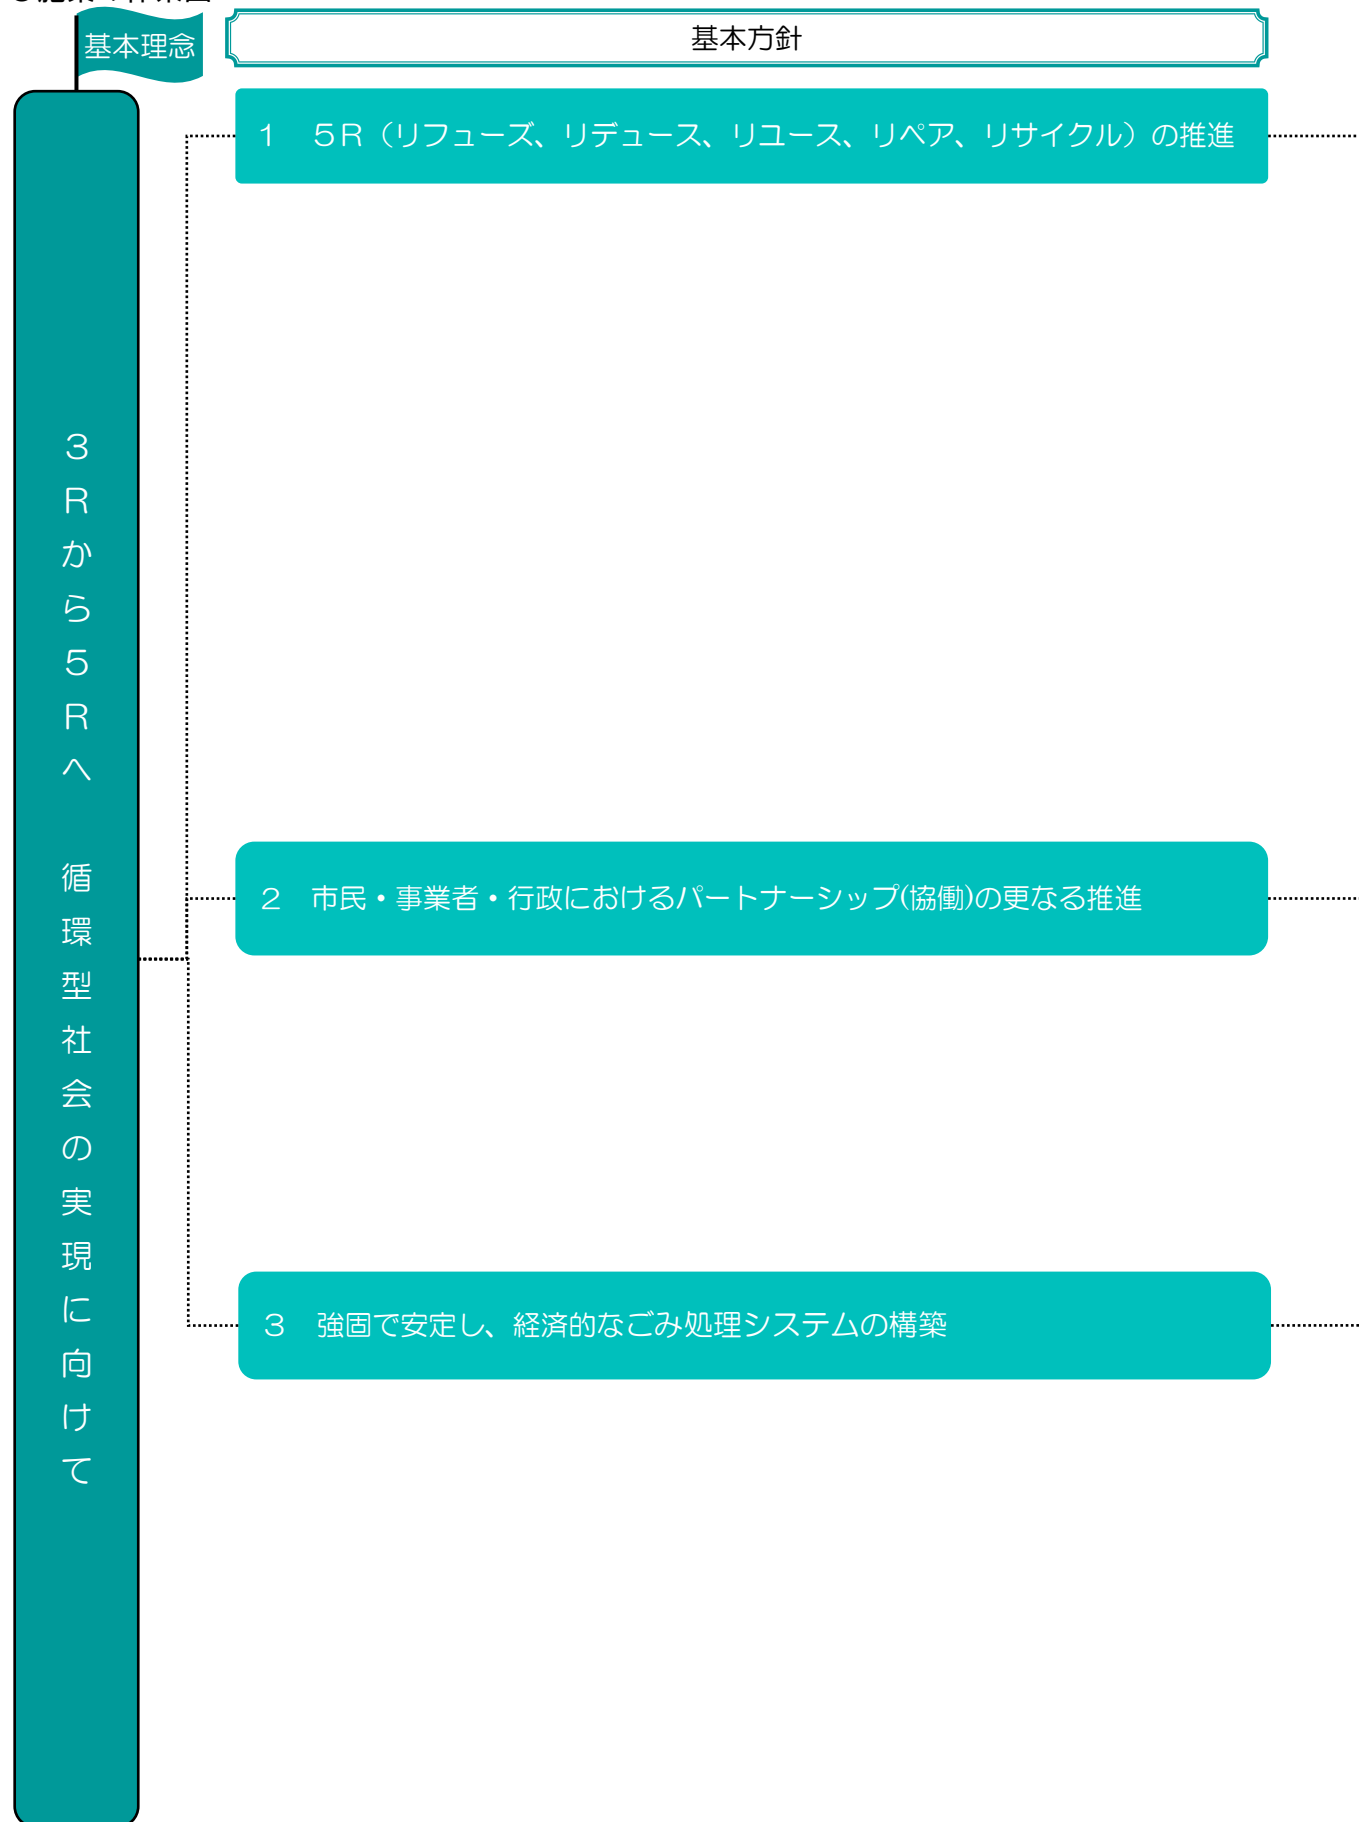 基本理念
基本方針
１　５Ｒ（リフューズ、リデュース、リユース、リペア、リサイクル）の推進
３Ｒから５Ｒへ　循環型社会の実現に向けて
２　市民・事業者・行政におけるパートナーシップ(協働)の更なる推進
３　強固で安定し、経済的なごみ処理システムの構築